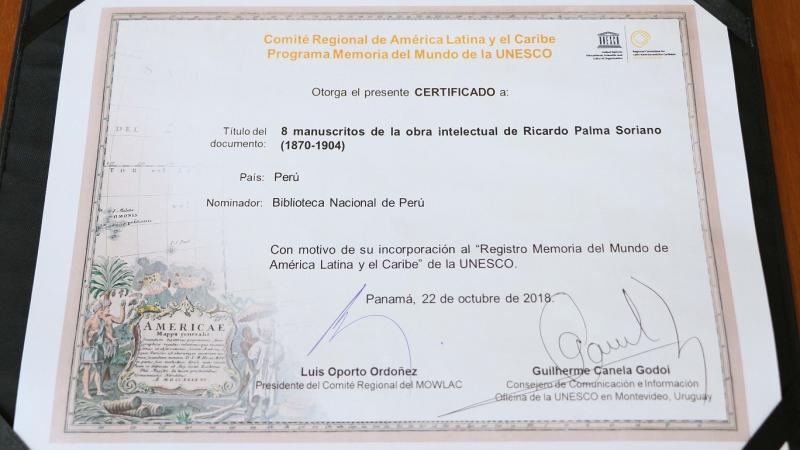 Comité Regional de América Latina y el Caribe
Programa Memoria del Mundo de la UNESCO
Otorga el presente CERTIFICADO a:
Título del documento: 8 manuscritos de la obra intelectual de Ricardo Palma Soriano
(1870-1904)
País: Perú
Nominador: Biblioteca Nacional de Perú
Con motivo de su incorporación al “Registro Memoria del Mundo de
América Latina y el Caribe” de la UNESCO.
Panamá, 22 de octubre de 2018.
Luis Oporto Ordoñez
Presidente del Comité Regional del MOWLAC
Guilherme Canela Godoi
Consejero de Comunicación e Información
Oficina de la UNESCO en Montevideo, Uruguay
AMERICAE
Mappa generalis